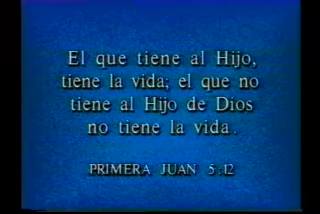 El que tiene al Hijo,
tiene la vida; el que no
tiene al Hijo de Dios
no tiene la vida.
PRIMERA JUAN 5:12